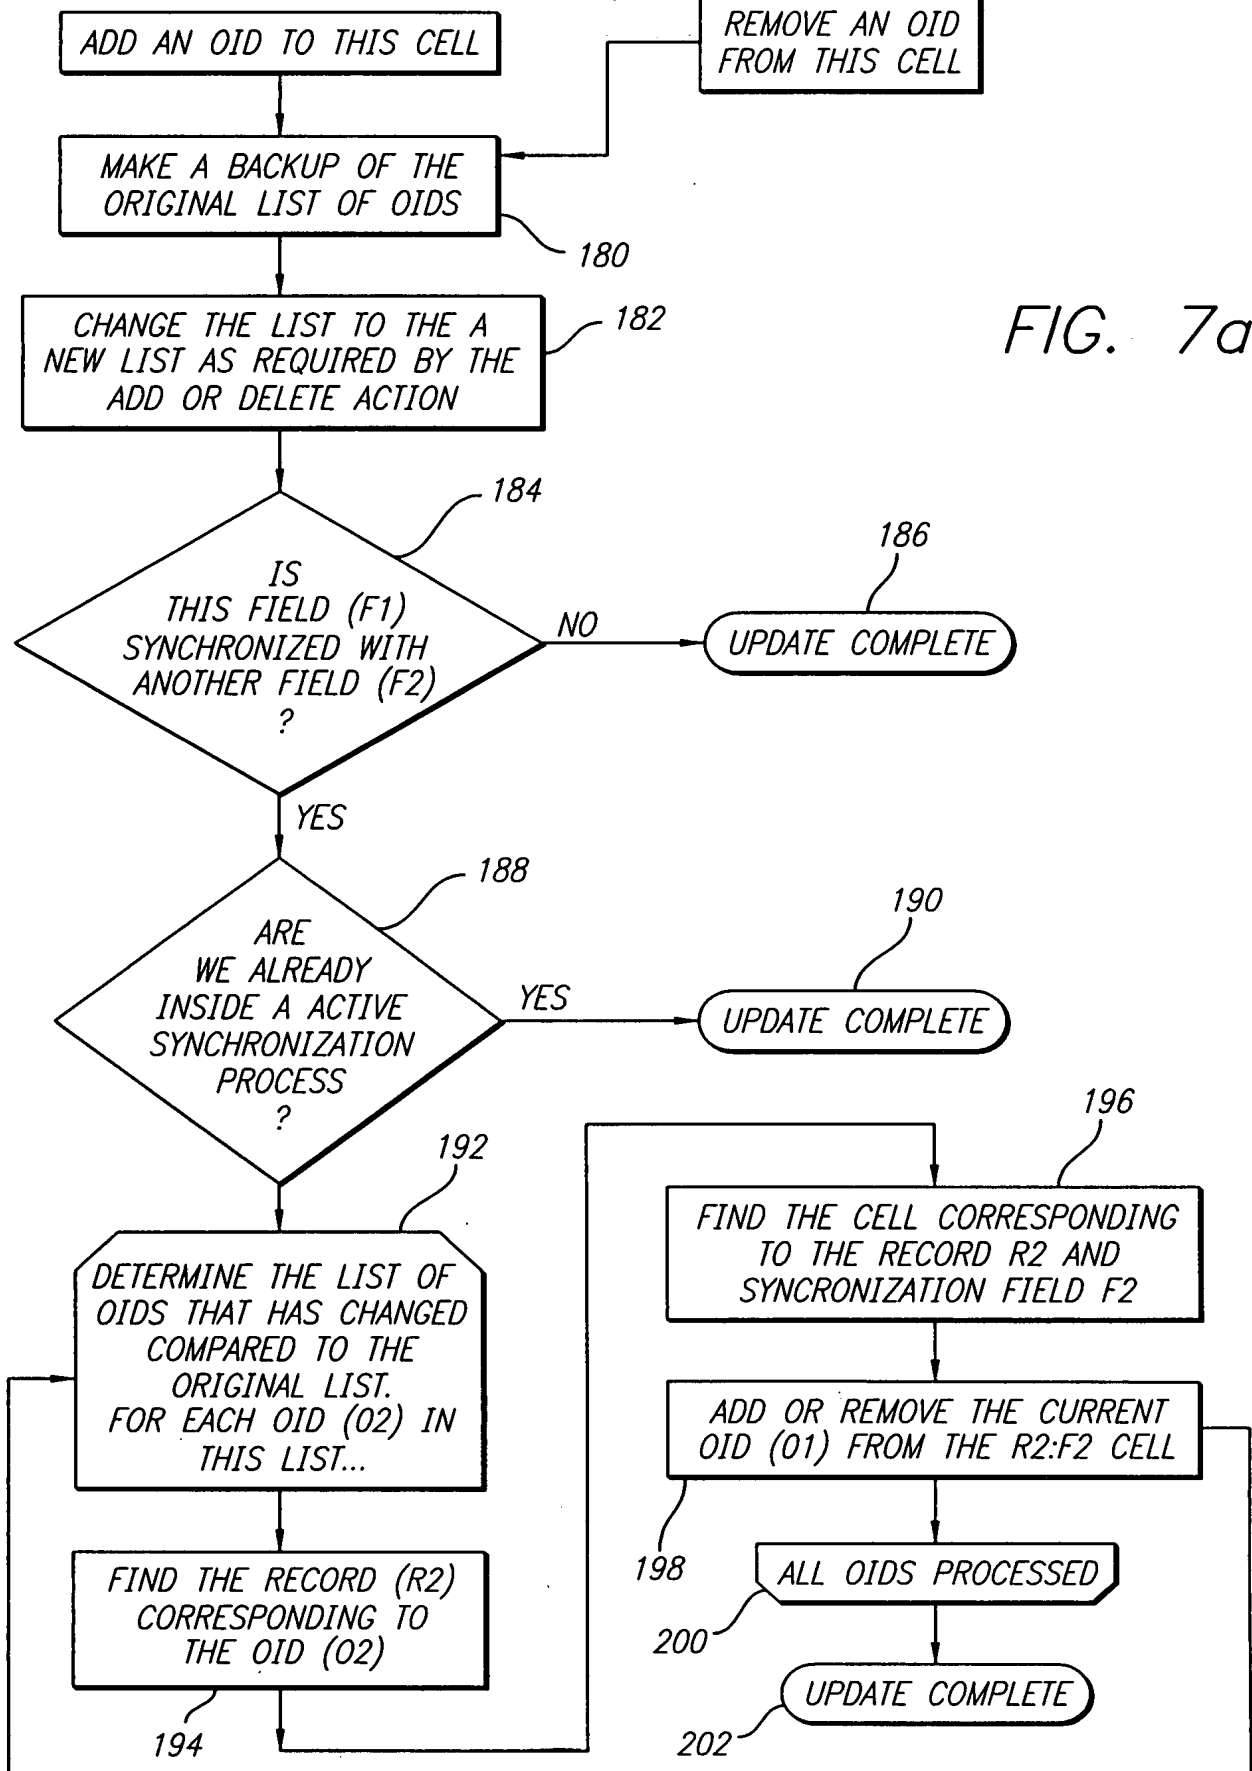 ADD AN OID TO THIS CELL
REMOVE AN OID
FROM THIS CELL
MAKE A BACKUP OF THE
ORIGINAL LIST OF OIDS
180
CHANGE THE LIST TO THE A
NEW LIST AS REQUIRED BY THE
ADD OR DELETE ACTION
182
FIG. 7a
184
IS
THIS FIELD (F1)
SYNCHRONIZED WITH
ANOTHER FIELD (F2)
?
NO
186
UPDATE COMPLETE
YES
188
ARE
WE ALREADY
INSIDE A ACTIVE
SYNCHRONIZATION
PROCESS
?
YES
190
UPDATE COMPLETE
192
DETERMINE THE LIST OF
OIDS THAT HAS CHANGED
COMPARED TO THE
ORIGINAL LIST.
FOR EACH OID (O2) IN
THIS LIST...
FIND THE RECORD (R2)
CORRESPONDING TO
THE OID (O2)
194
196
FIND THE CELL CORRESPONDING
TO THE RECORD R2 AND
SYNCRONIZATION FIELD F2
ADD OR REMOVE THE CURRENT
OID (O1) FROM THE R2:F2 CELL
198
ALL OIDS PROCESSED
200
UPDATE COMPLETE
202